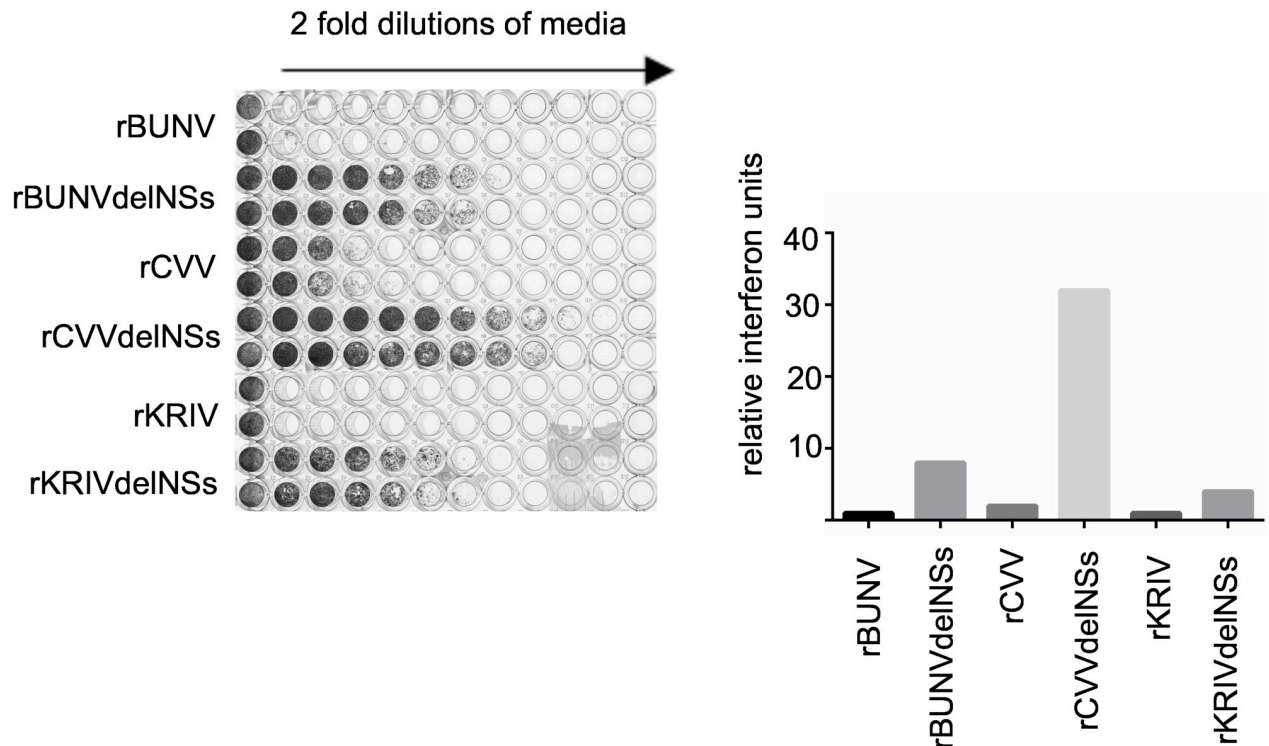 2 fold dilutions of media
rBUNV
rBUNVdelNSs
rCVV
rCVVdelNSs
rKRIV
rKRIVdelNSs
relative interferon units
40
30
20
10
rBUNV
rBUNVdelNSs
rCVV
rCVVdelNSs
rKRIV
rKRIVdelNSs